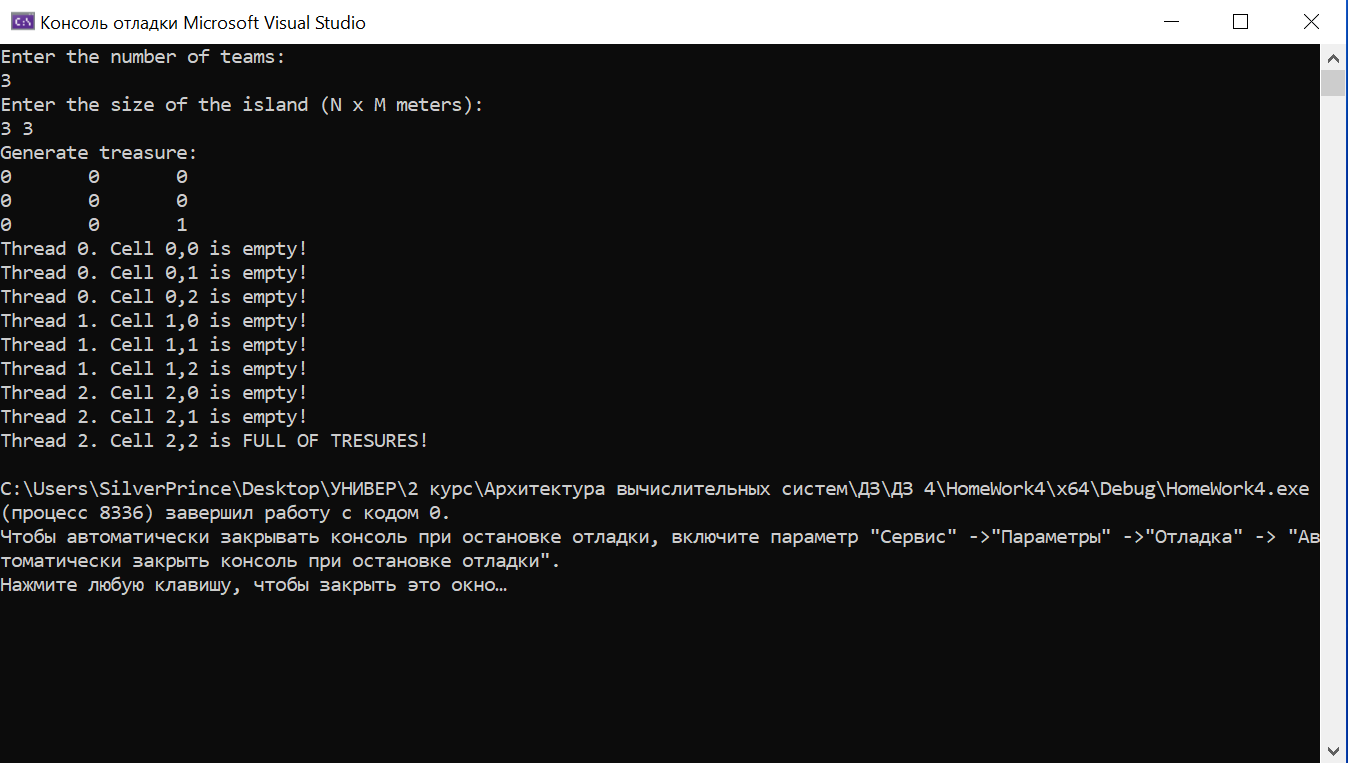 Консоль отладки Microsoft Visual Studio
Enter the number of teams:
3
Enter the size of the island (N x M meters):
3 3
Generate treasure:
0 0 0
0 0 0
0 0 1
Thread 0. Cell 0,0 is empty!
Thread 0. Cell 0,1 is empty!
Thread 0. Cell 0,2 is empty!
Thread 1. Cell 1,0 is empty!
Thread 1. Cell 1,1 is empty!
Thread 1. Cell 1,2 is empty!
Thread 2. Cell 2,0 is empty!
Thread 2. Cell 2,1 is empty!
Thread 2. Cell 2,2 is FULL OF TRESURES!
C:\Users\SilverPrince\Desktop\УНИВЕР\2 курс\Архитектура вычислительных систем\ДЗ\ДЗ 4\HomeWork4\x64\Debug\HomeWork4.exe
(процесс 8336) завершил работу с кодом 0.
Чтобы автоматически закрывать консоль при остановке отладки, включите параметр "Сервис" ->"Параметры" ->"Отладка" -> "Ав
томатически закрыть консоль при остановке отладки".
Нажмите любую клавишу, чтобы закрыть это окно…